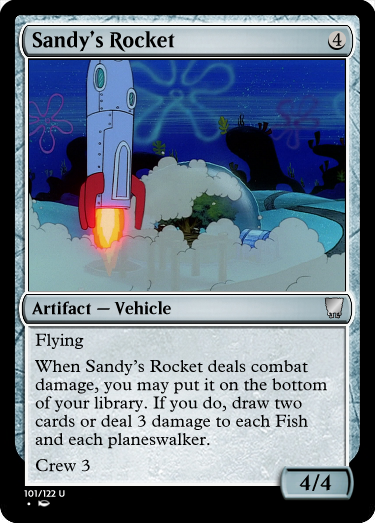 Sandy's Rocket
4
Artifact — Vehicle
Flying
When Sandy's Rocket deals combat
damage, you may put it on the bottom
of your library. If you do, draw two
cards or deal 3 damage to each Fish
and each planeswalker.
Crew 3
4/4
101/122 U